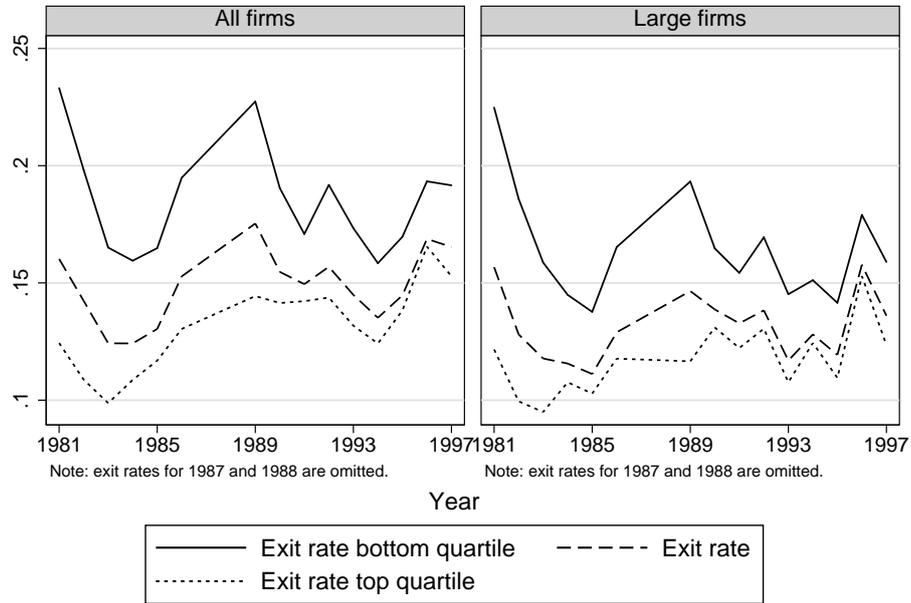 All firms
Large firms
.25
.2
.15
.1
1981 1985 1989 1993 1997
1981 1985 1989 1993 1997
Note: exit rates for 1987 and 1988 are omitted.
Note: exit rates for 1987 and 1988 are omitted.
Year
Exit rate bottom quartile
Exit rate
Exit rate top quartile